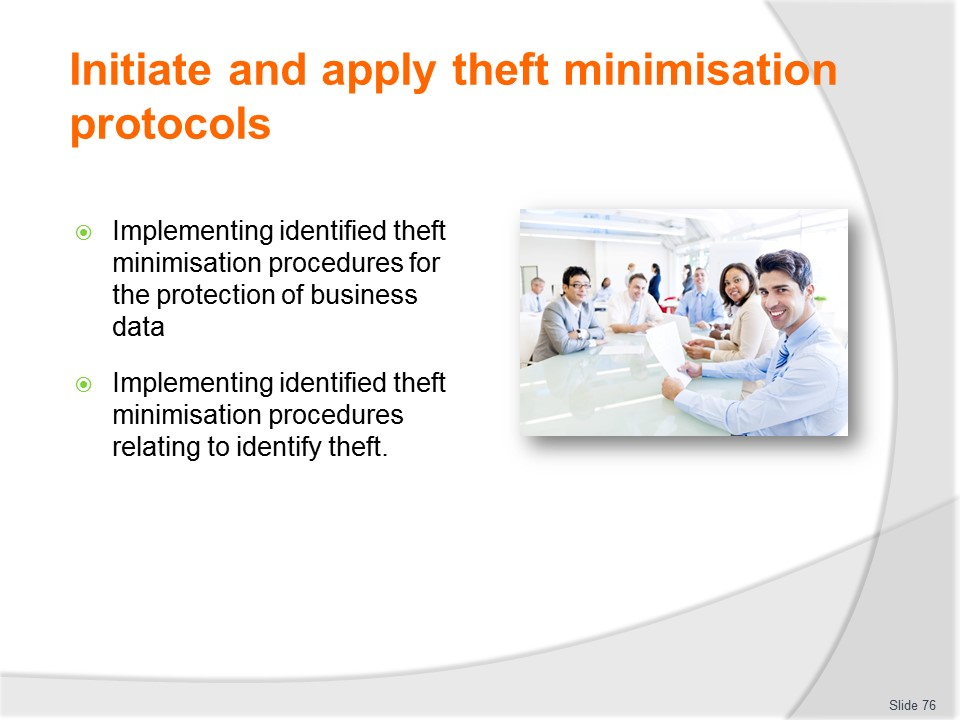 Initiate and apply theft minimisation
protocols
Implementing identified theft
minimisation procedures for
the protection of business
data
Implementing identified theft
minimisation procedures
relating to identify theft.
Slide 76